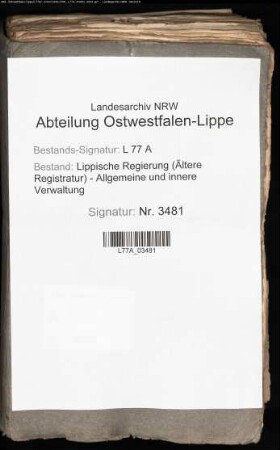 Landesarchiv NRW
Abteilung Ostwestfalen-Lippe
Bestands-Signatur: L 77 A
Bestand: Lippische Regierung (Ältere
Registratur) - Allgemeine und innere
Verwaltung
Signatur: Nr. 3481
L77A_03481